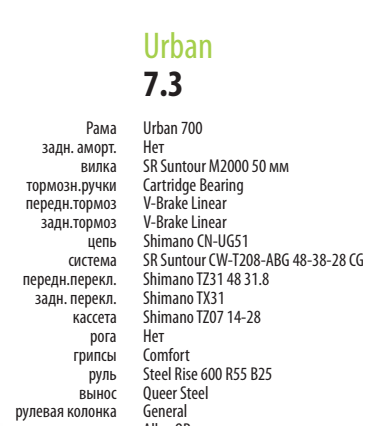 Urban
7.3
Рама Urban 700
задн. аморт. Нет
вилка SR Suntour M2000 50 мм
тормозн.ручки Cartridge Bearing
передн.тормоз V-Brake Linear
задн.тормоз V-Brake Linear
цепь Shimano CN-UG51
система SR Suntour CW-T208-ABG 48-38-28 CG
передн.перекл. Shimano TZ31 48 31.8
задн. перекл. Shimano TX31
кассета Shimano TZ07 14-28
рога Нет
грипсы Comfort
руль Steel Rise 600 R55 B25
вынос Queer Steel
рулевая колонка General